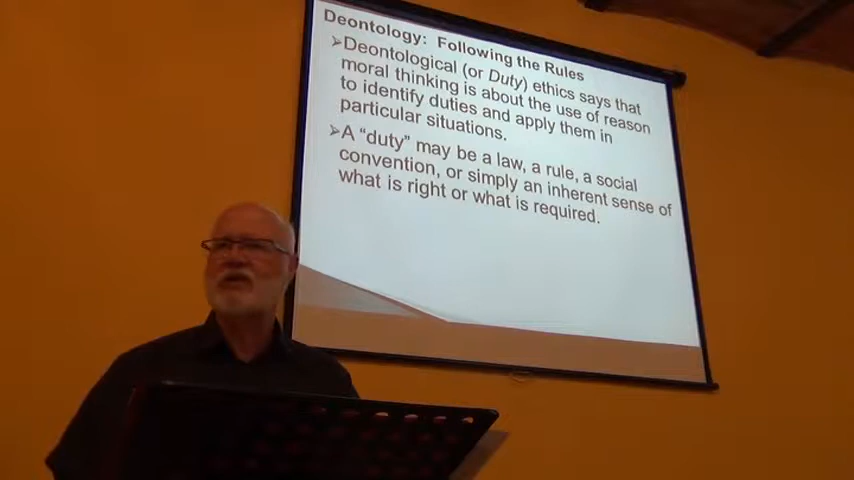 Deontology: Following the Rules
➢Deontological (or Duty) ethics says that
moral thinking is about the use of reason
to identify duties and apply them in
particular situations.
➢A “duty” may be a law, a rule, a social
convention, or simply an inherent sense of
what is right or what is required.